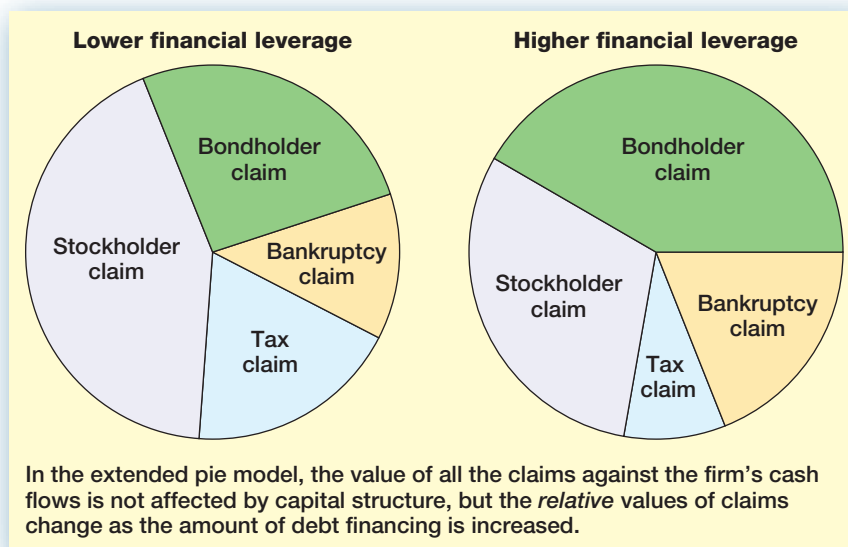 Lower financial leverage
Bondholder
claim
Stockholder
claim
Bankruptcy
claim
Tax
claim
Higher financial leverage
Bondholder
claim
Stockholder
claim
Bankruptcy
claim
Tax
claim
In the extended pie model, the value of all the claims against the firm's cash
flows is not affected by capital structure, but the relative values of claims
change as the amount of debt financing is increased.